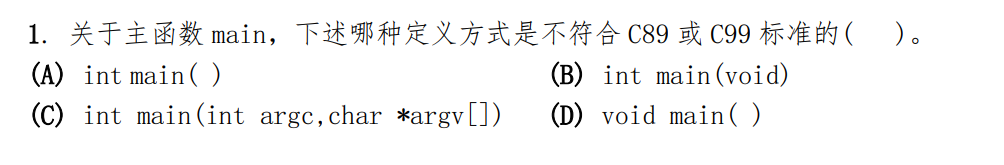 1. 关于主函数 main，下述哪种定义方式是不符合 C89 或 C99 标准的(   )。
(A) int main( )    (B) int main(void)
(C) int main(int argc,char *argv[])    (D) void main( )